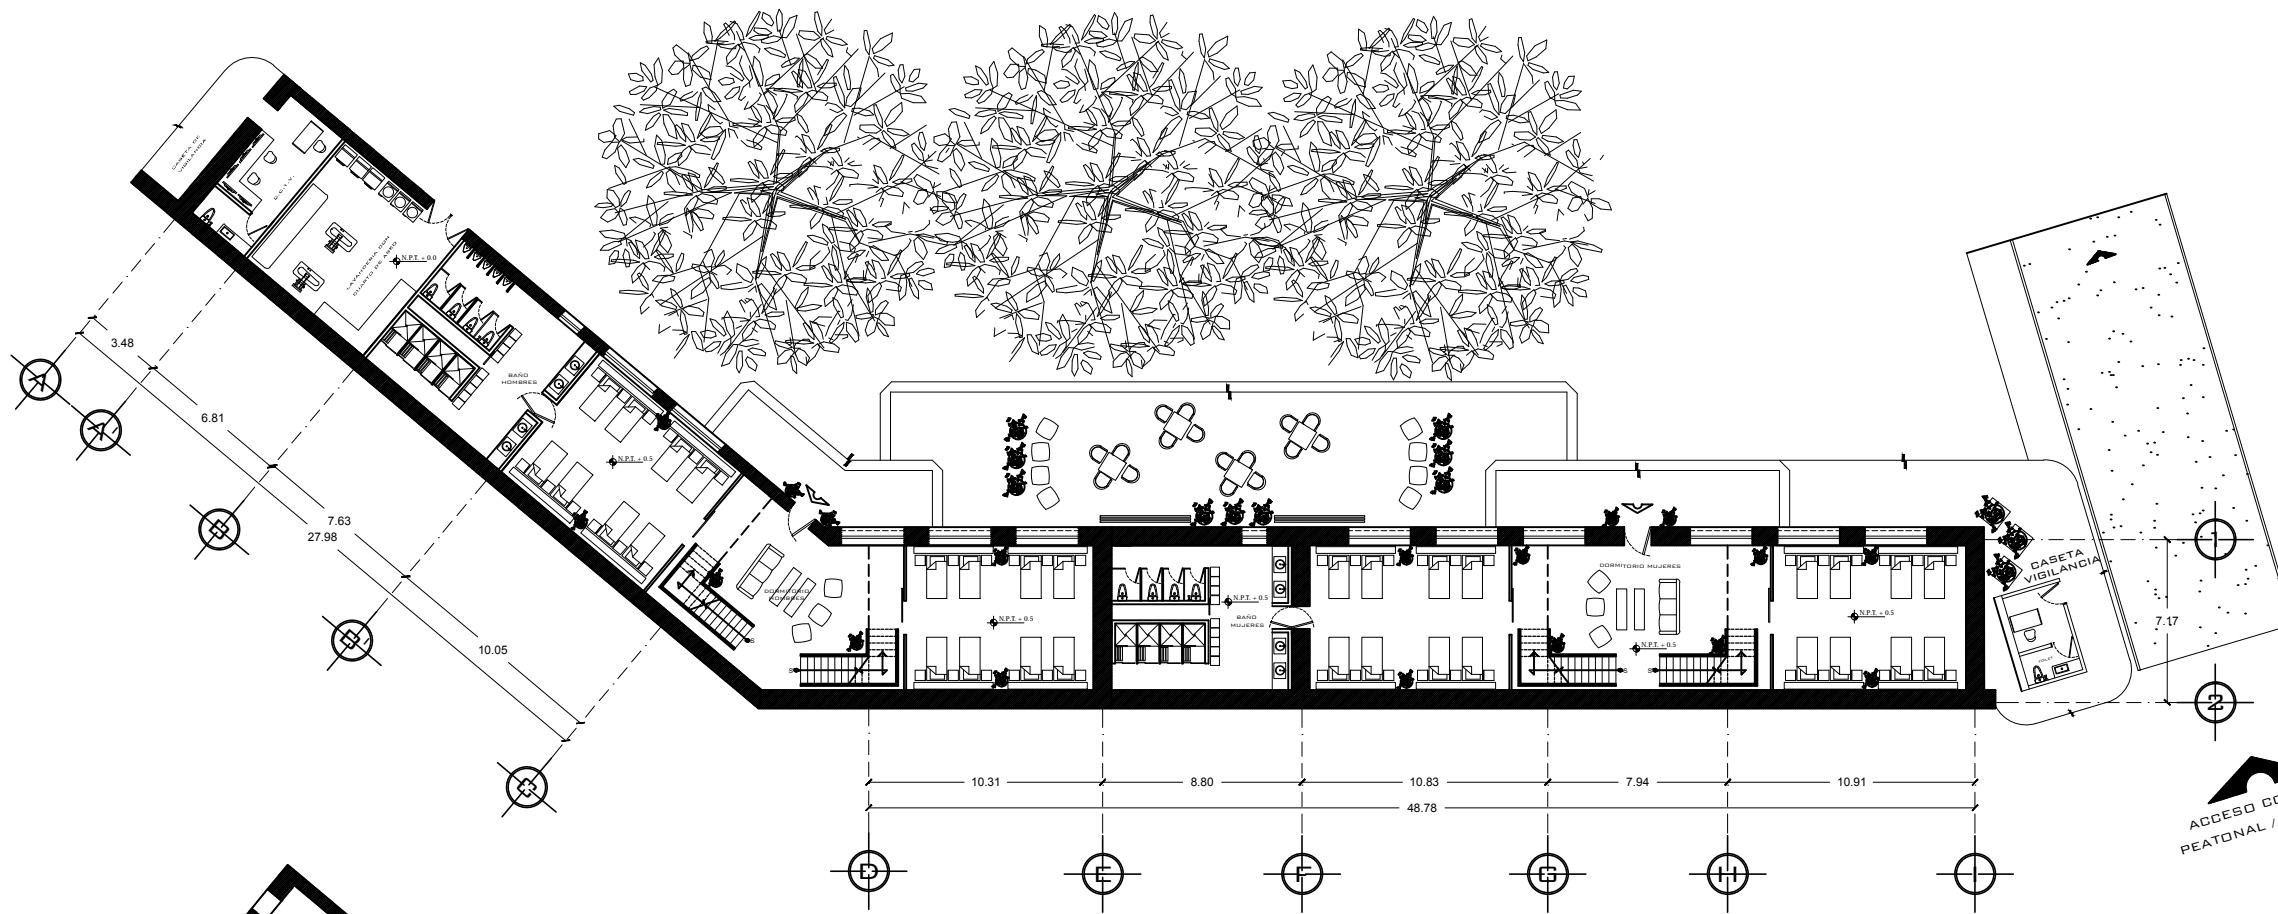 CASETA DE
VIGILANCIA
C.C.T.V.
LAVANDERIA CON
CUARTO DE ASEO
N.P.T. + 0.0
BAÑO
HOMBRES
N.P.T. + 0.5
DORMITORIO
HOMBRES
S
S
N.P.T. + 0.5
N.P.T. + 0.5
BAÑO
MUJERES
DORMITORIO MUJERES
N.P.T. + 0.5
S
S
N.P.T. + 0.5
CASETA
VIGILANCIA
TOILET
3.48
6.81
7.63
27.98
10.05
A
A
B
C
7.17
1
2
10.31
8.80
10.83
7.94
10.91
48.78
D
E
F
G
H
I
ACCESO CO
PEATONAL /